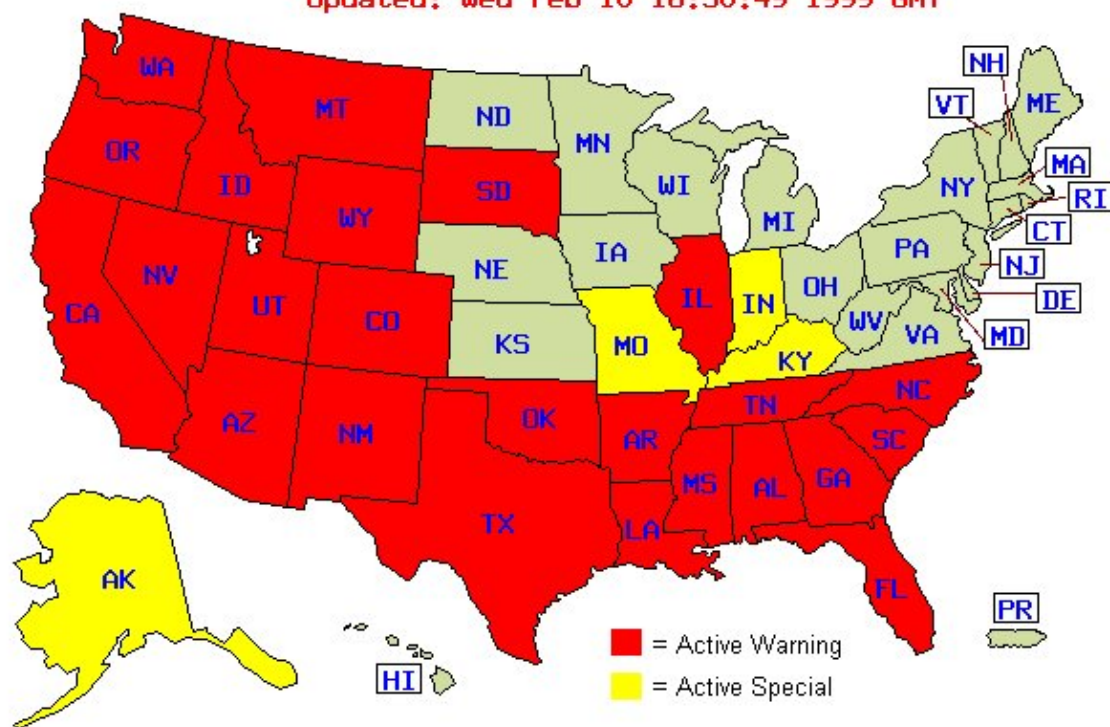 Updated: Wed Feb 10 18:30:49 1999 GMT
WA
MT
ND
MN
NH
VT
ME
OR
ID
WY
SD
WI
MI
NY
MA
RI
CT
NV
UT
NE
IA
PA
NJ
CA
CO
KS
MO
IL
IN
OH
WV
VA
DE
MD
KY
AZ
NM
OK
AR
TN
NC
SC
MS
AL
GA
TX
LA
FL
AK
HI
PR
= Active Warning
= Active Special